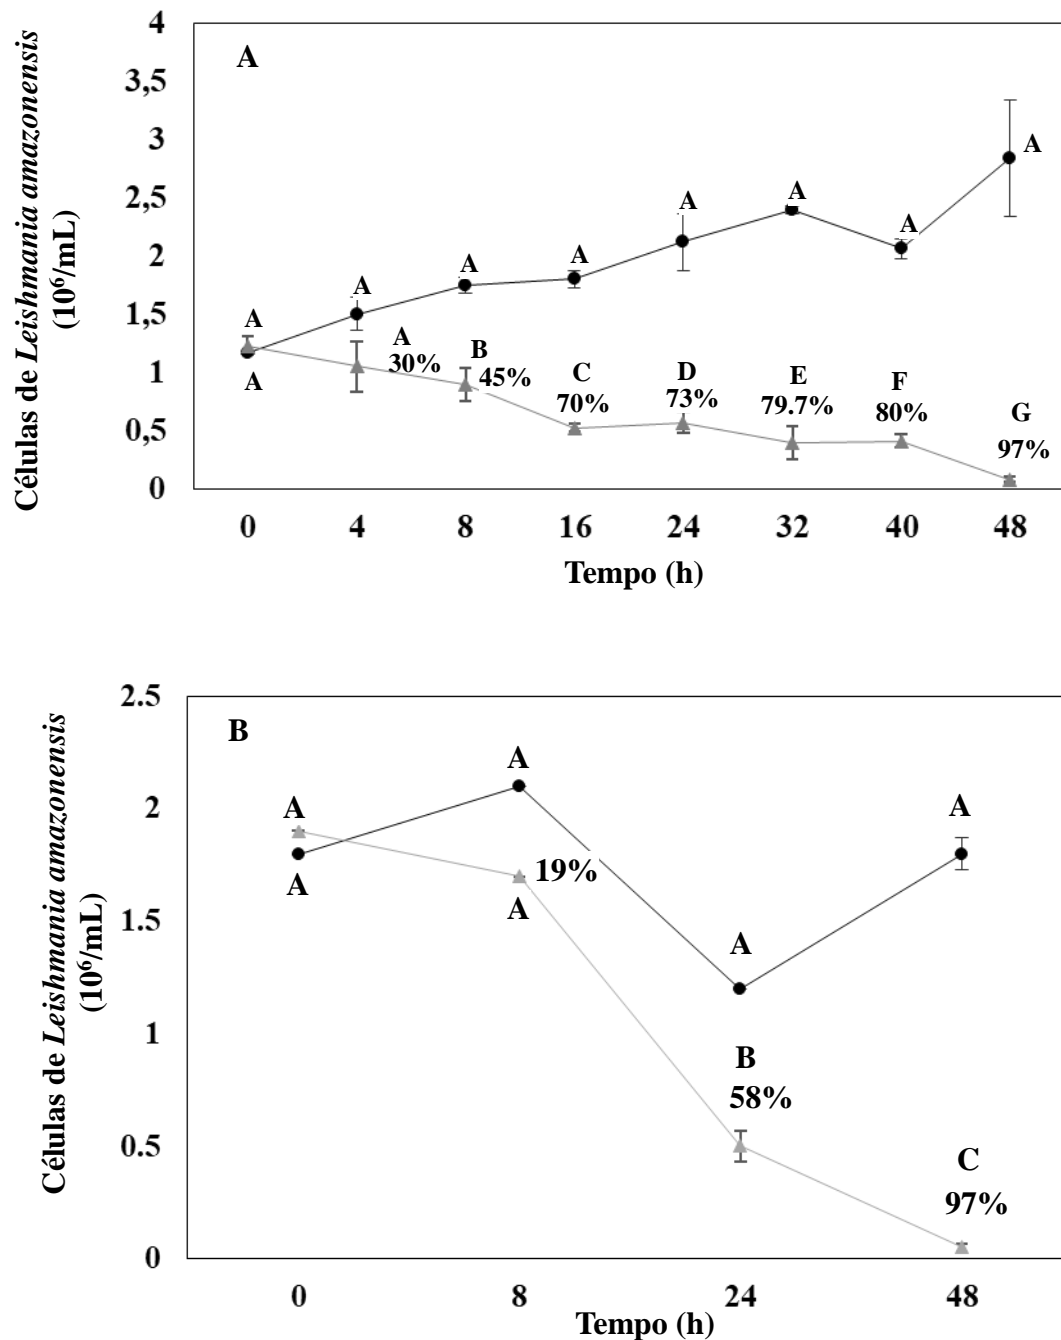 Células de Leishmania amazonensis
(10⁶/mL)
4
3,5
3
2,5
2
1,5
1
0,5
0
A
A
A
A
A
A
A
A
A
A
A
30%
B
45%
C
70%
D
73%
E
79.7%
F
80%
G
97%
0 4 8 16 24 32 40 48
Tempo (h)
Células de Leishmania amazonensis
(10⁶/mL)
2.5
2
1.5
1
0.5
0
B
A
A
A
19%
A
A
A
B
58%
C
97%
0 8 24 48
Tempo (h)